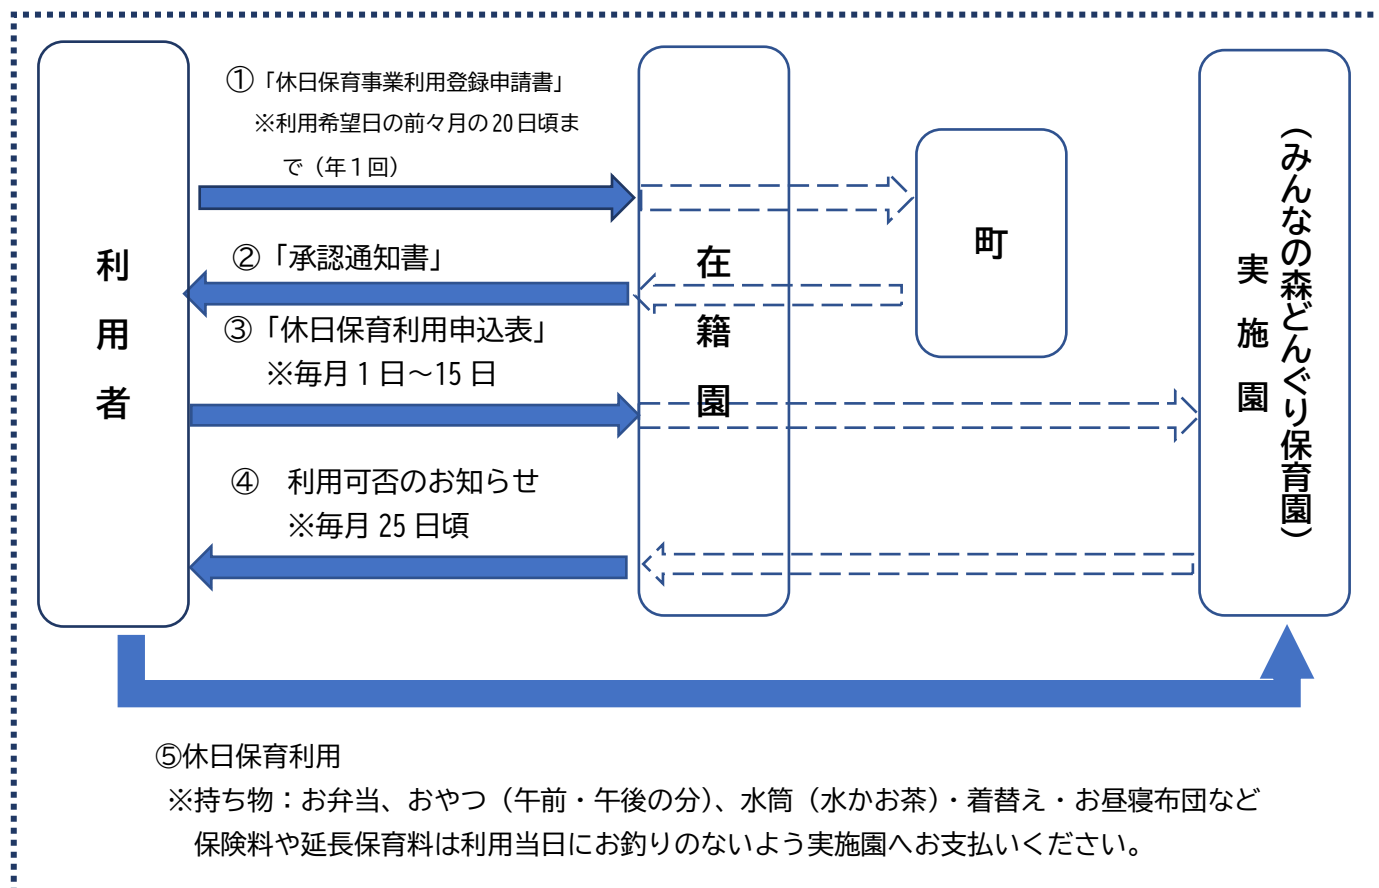 利用者
①「休日保育事業利用登録申請書」
※利用希望日の前々月の20日頃ま
で（年１回）
②「承認通知書」
③「休日保育利用申込表」
※毎月１日～15日
④　利用可否のお知らせ
※毎月25日頃
在籍園
町
実施園
（みんなの森どんぐり保育園）
⑤休日保育利用
※持ち物：お弁当、おやつ（午前・午後の分）、水筒（水かお茶）・着替え・お昼寝布団など
保険料や延長保育料は利用当日にお釣りのないよう実施園へお支払いください。